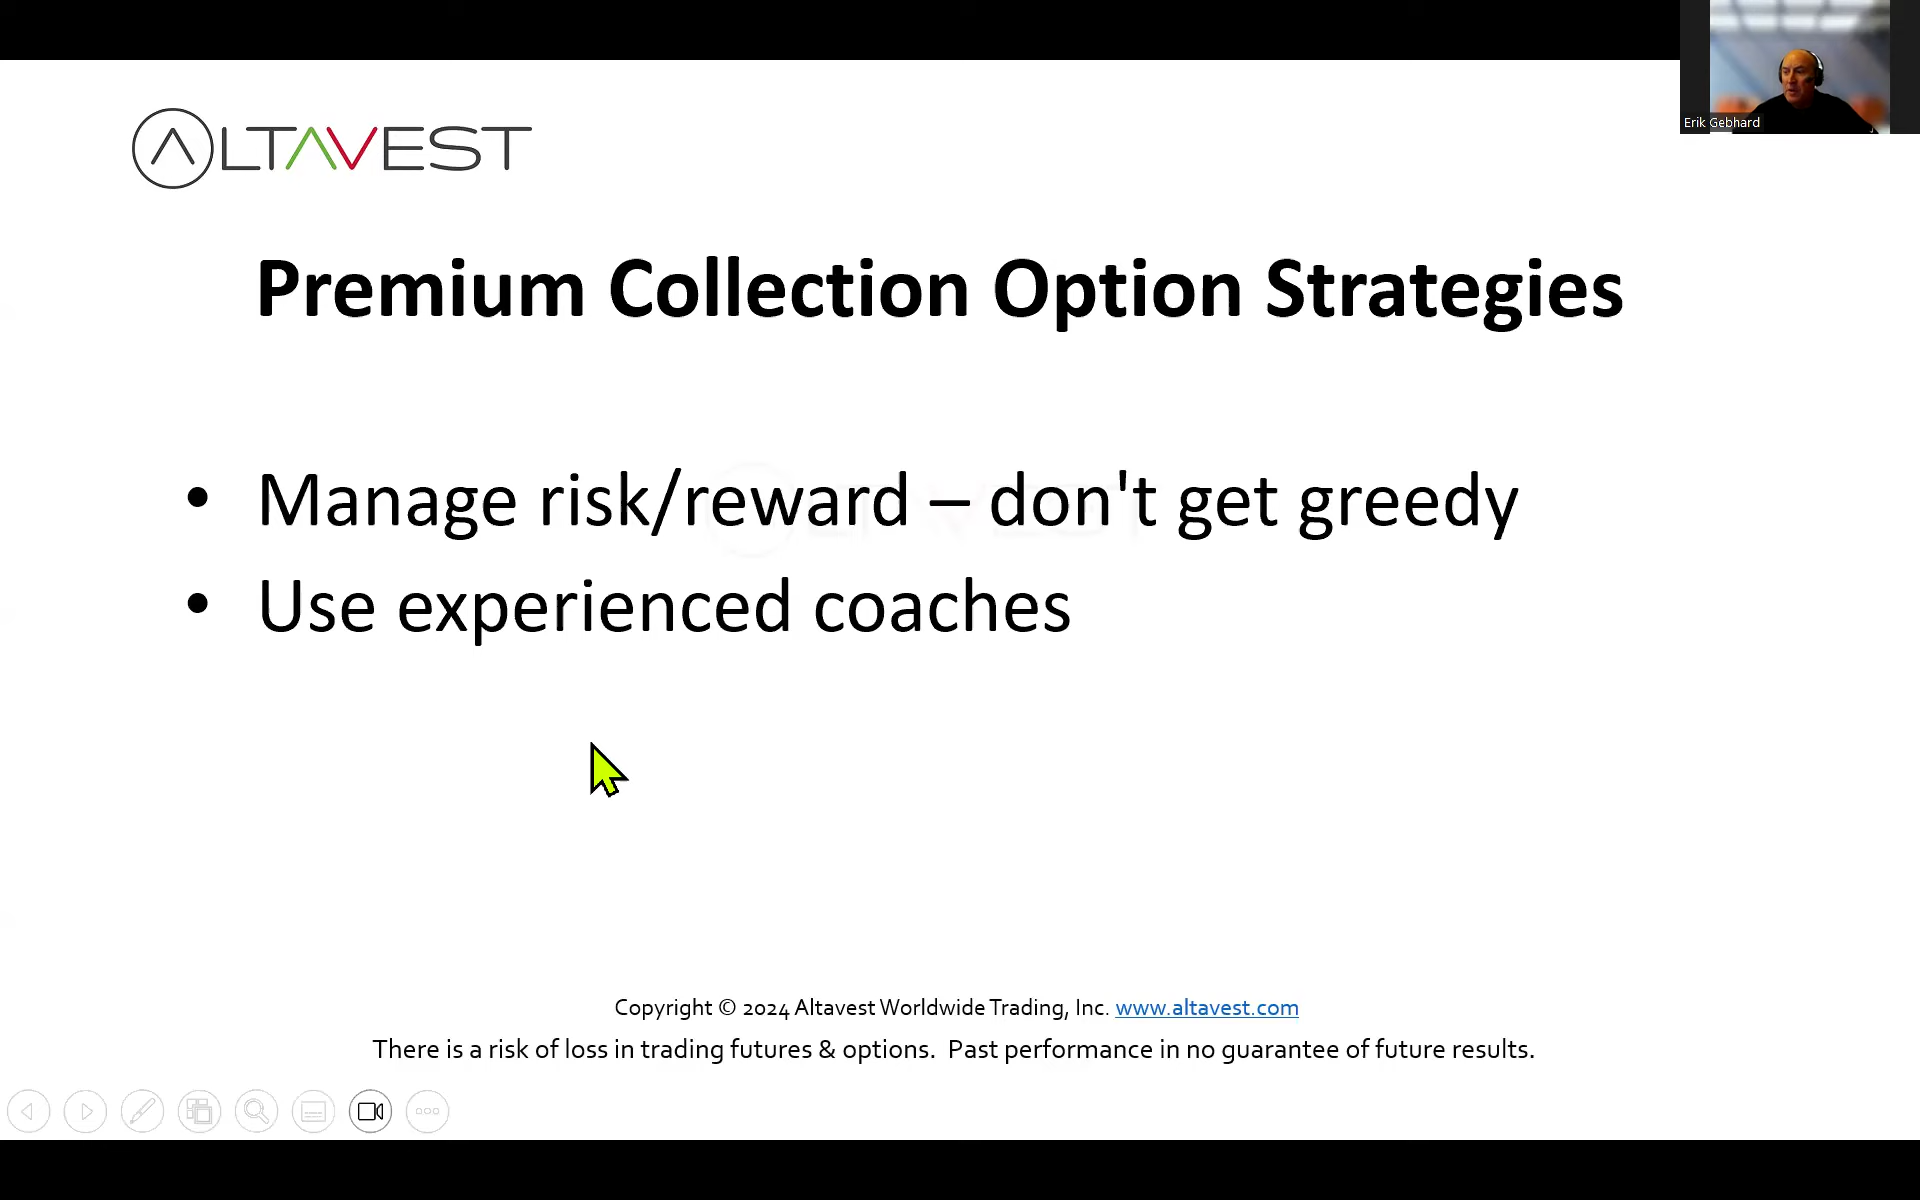 Erik Gebhard
ALTAVEST
Premium Collection Option Strategies
• Manage risk/reward – don't get greedy
• Use experienced coaches
Copyright © 2024 Altavest Worldwide Trading, Inc. www.altavest.com
There is a risk of loss in trading futures & options. Past performance in no guarantee of future results.